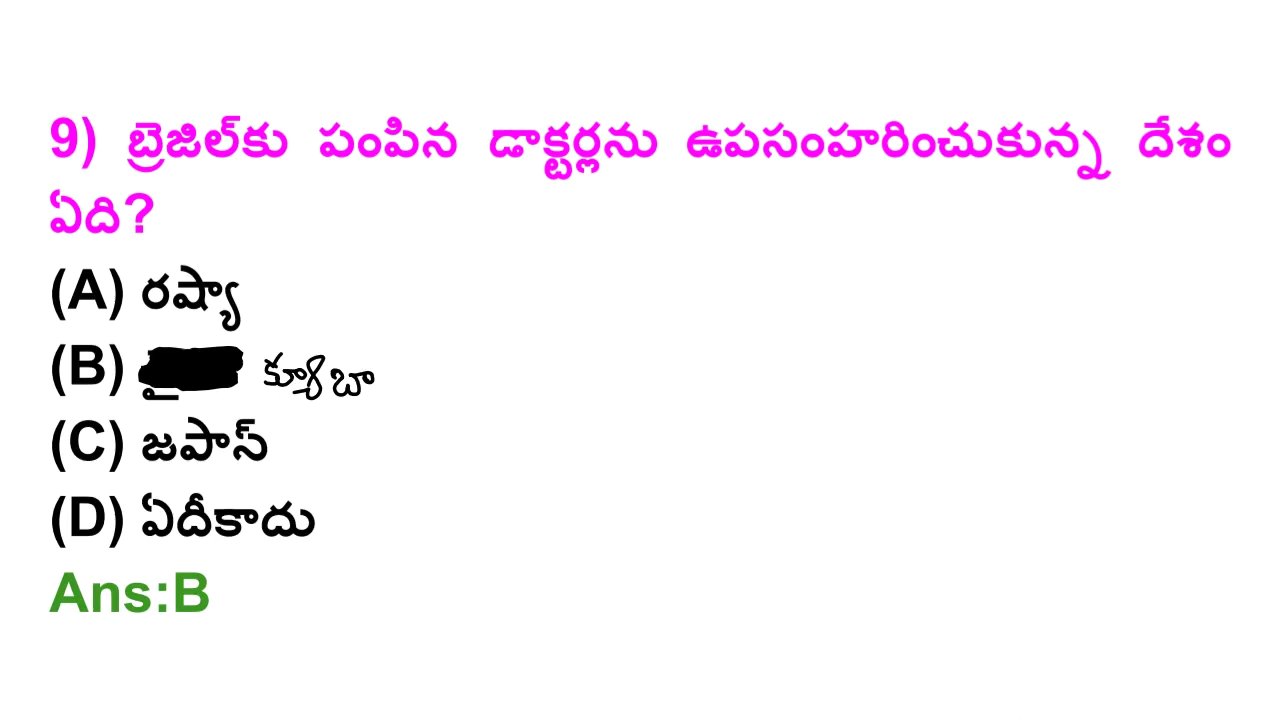 9) బ్రెజిల్‌కు పంపిన డాక్టర్లను ఉపసంహరించుకున్న దేశం
ఏది?
(A) రష్యా
(B) క్యూబా
(C) జపాన్
(D) ఏదీకాదు
Ans:B